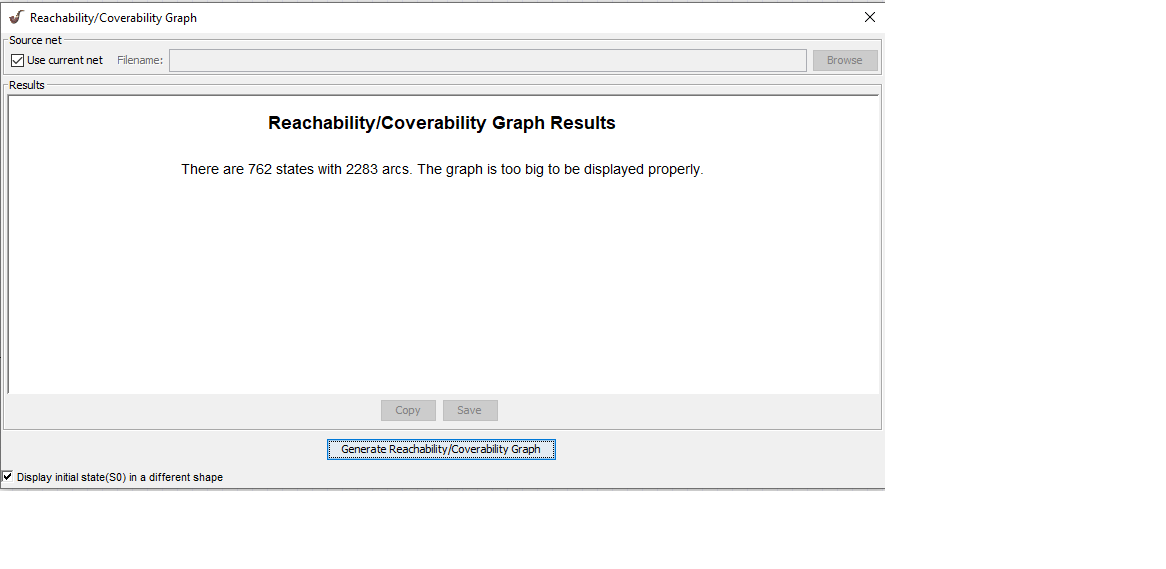 Reachability/Coverability Graph
Source net
Use current net Filename: Browse
Results
Reachability/Coverability Graph Results
There are 762 states with 2283 arcs. The graph is too big to be displayed properly.
Copy Save
Generate Reachability/Coverability Graph
Display initial state(S0) in a different shape